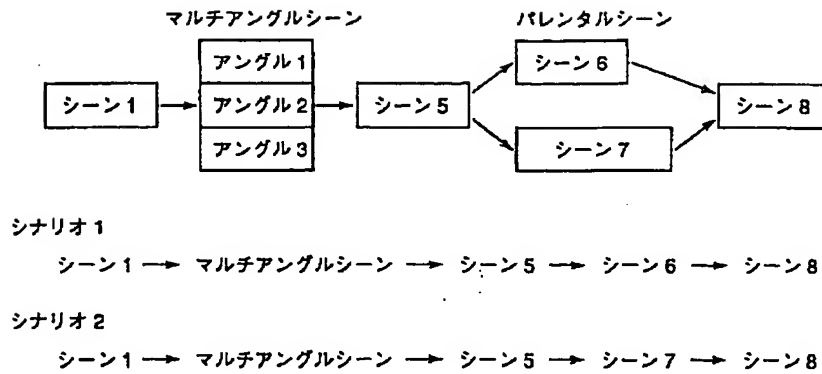 マルチアングルシーン
パレンタルシーン
アングル1
シーン6
シーン1
アングル2
シーン5
シーン8
アングル3
シーン7
シナリオ1
シーン1 → マルチアングルシーン → シーン5 → シーン6 → シーン8
シナリオ2
シーン1 → マルチアングルシーン → シーン5 → シーン7 → シーン8